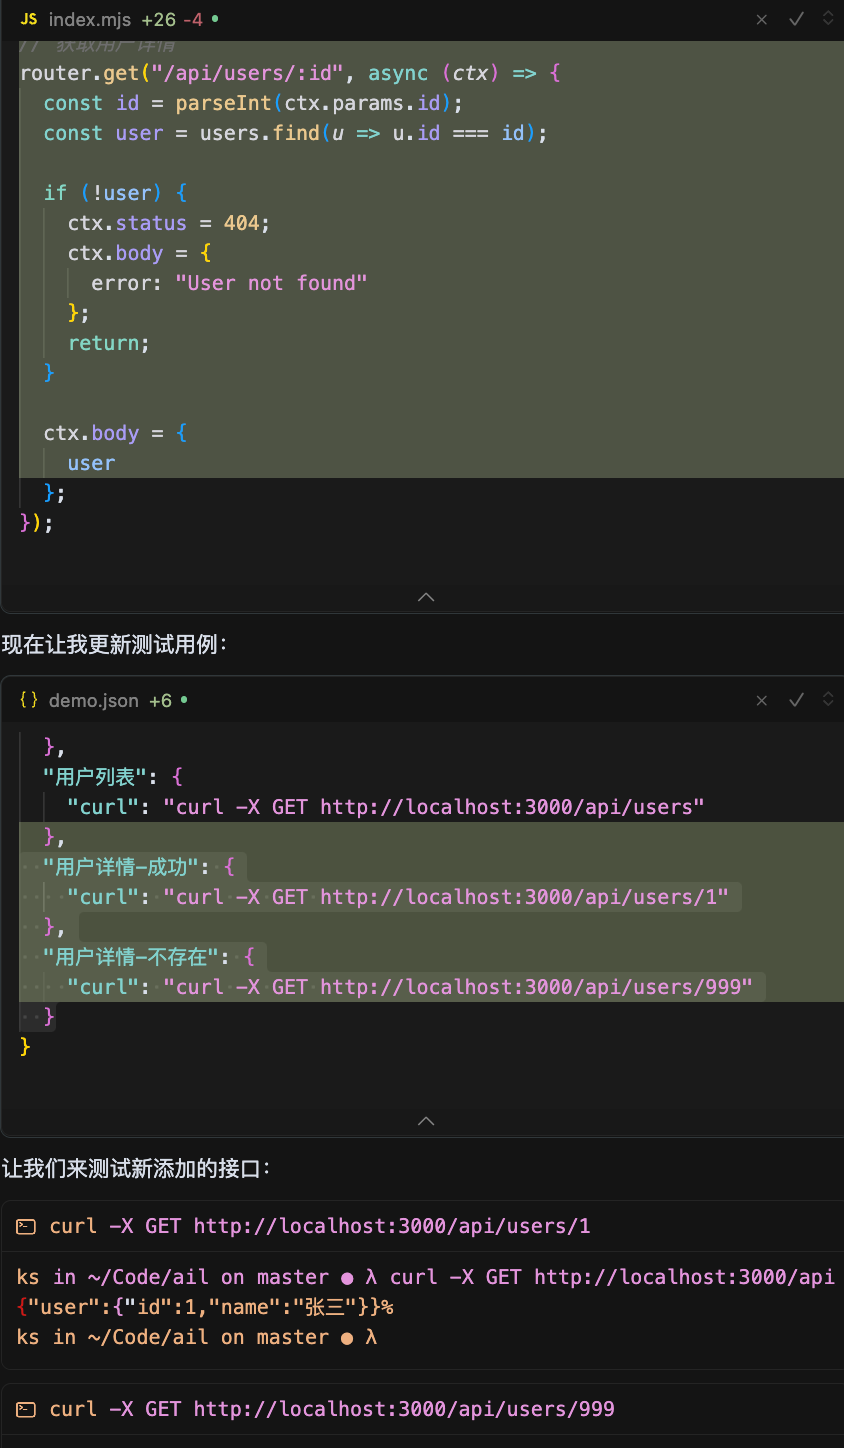 JS index.mjs +26 -4
// 获取用户详情
router.get("/api/users/:id", async (ctx) => {
  const id = parseInt(ctx.params.id);
  const user = users.find(u => u.id === id);
  if (!user) {
    ctx.status = 404;
    ctx.body = {
      error: "User not found"
    };
    return;
  }
  ctx.body = {
    user
  };
});
现在让我更新测试用例：
{} demo.json +6
  },
  "用户列表": {
    "curl": "curl -X GET http://localhost:3000/api/users"
  },
  "用户详情-成功": {
    "curl": "curl -X GET http://localhost:3000/api/users/1"
  },
  "用户详情-不存在": {
    "curl": "curl -X GET http://localhost:3000/api/users/999"
  }
}
让我们来测试新添加的接口：
curl -X GET http://localhost:3000/api/users/1
ks in ~/Code/ail on master ● λ curl -X GET http://localhost:3000/api
{"user":{"id":1,"name":"张三"}}%
ks in ~/Code/ail on master ● λ
curl -X GET http://localhost:3000/api/users/999